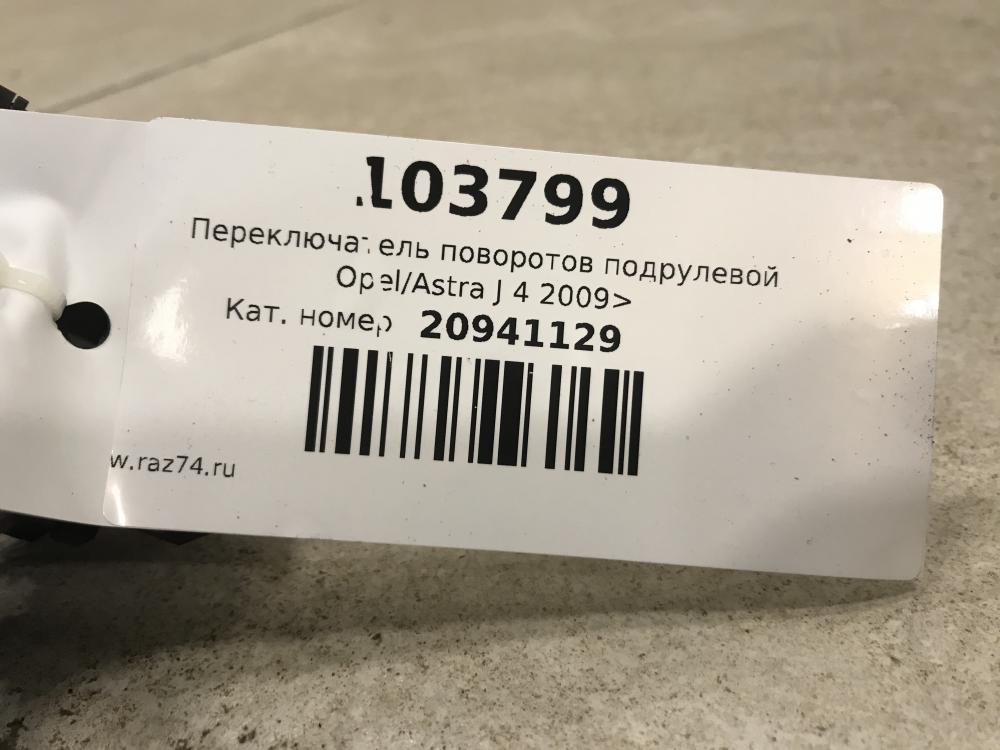 103799
Переключатель поворотов подрулевой
Opel/Astra J 4 2009>
Кат. номер 20941129
w.raz74.ru